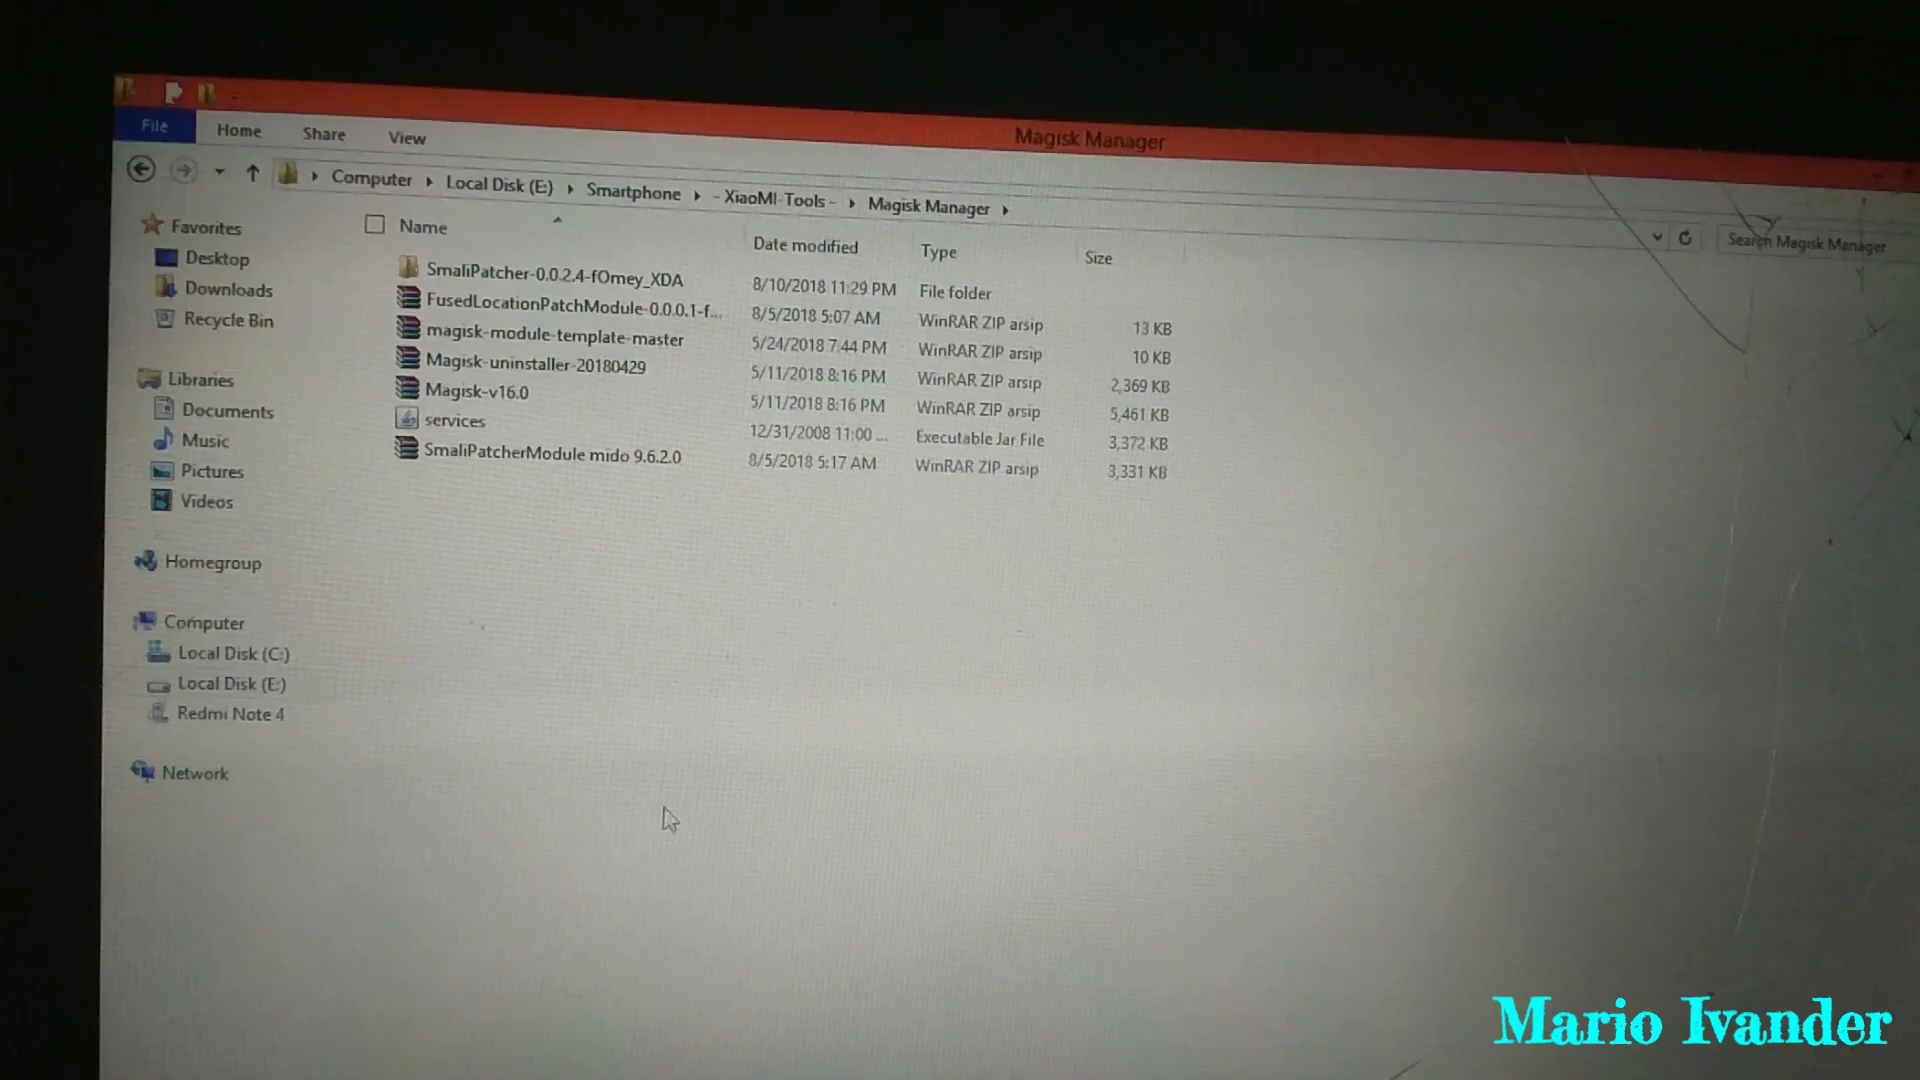 Magisk Manager
File Home Share View
Computer Local Disk (E:) Smartphone - XiaoMI-Tools - Magisk Manager
Search Magisk Manager
Name Date modified Type Size
SmaliPatcher-0.0.2.4-fOmey_XDA 8/10/2018 11:29 PM File folder
FusedLocationPatchModule-0.0.0.1-f... 8/5/2018 5:07 AM WinRAR ZIP arsip 13 KB
magisk-module-template-master 5/24/2018 7:44 PM WinRAR ZIP arsip 10 KB
Magisk-uninstaller-20180429 5/11/2018 8:16 PM WinRAR ZIP arsip 2,369 KB
Magisk-v16.0 5/11/2018 8:16 PM WinRAR ZIP arsip 5,461 KB
services 12/31/2008 11:00 ... Executable Jar File 3,372 KB
SmaliPatcherModule mido 9.6.2.0 8/5/2018 5:17 AM WinRAR ZIP arsip 3,331 KB
Favorites
Desktop
Downloads
Recycle Bin
Libraries
Documents
Music
Pictures
Videos
Homegroup
Computer
Local Disk (C:)
Local Disk (E:)
Redmi Note 4
Network
Mario Ivander